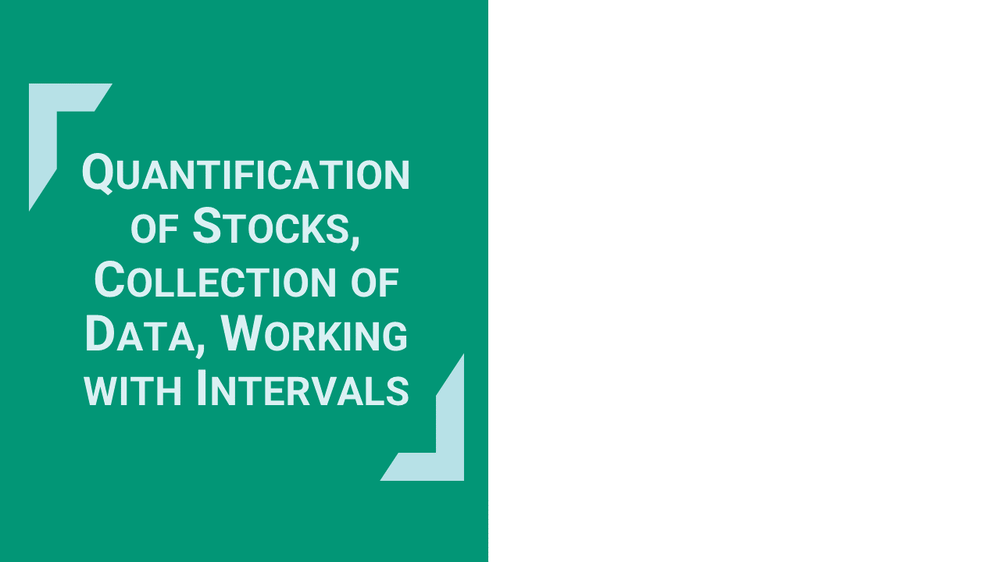 Quantification
of Stocks,
Collection of
Data, Working
with Intervals